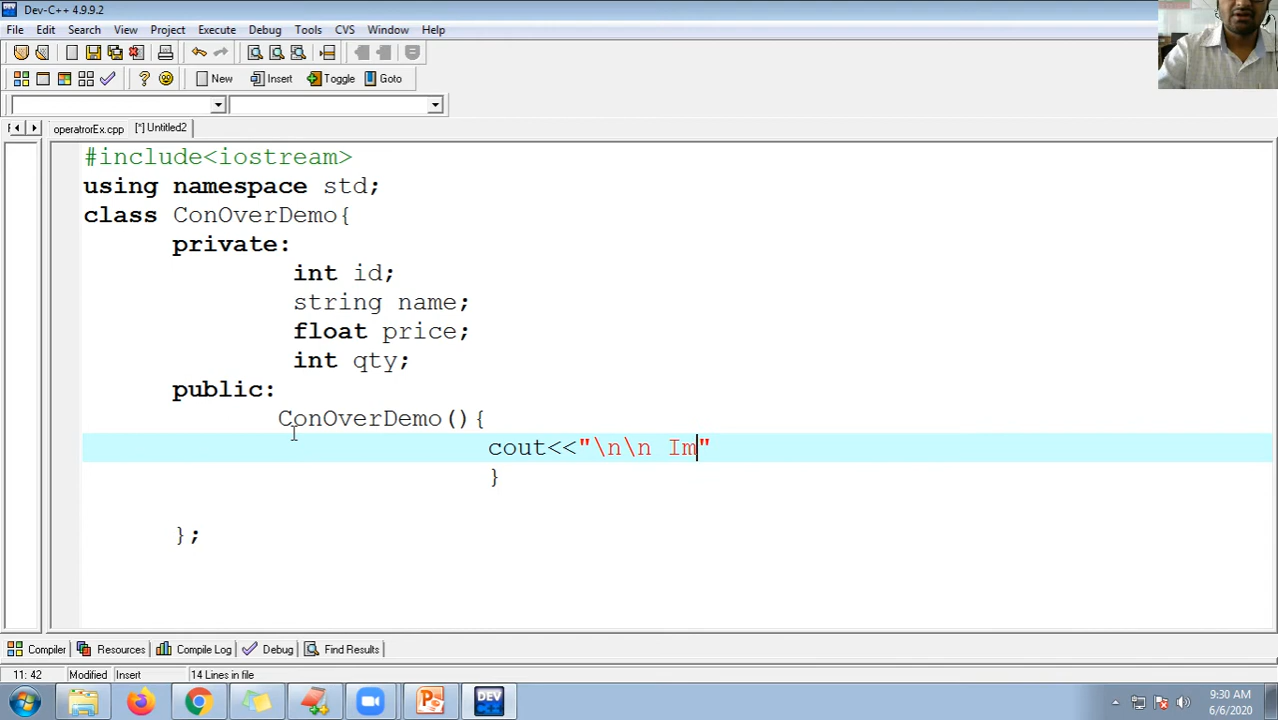 Dev-C++ 4.9.9.2
File Edit Search View Project Execute Debug Tools CVS Window Help
New Insert Toggle Goto
operatrorEx.cpp [*] Untitled2
#include<iostream>
using namespace std;
class ConOverDemo{
private:
int id;
string name;
float price;
int qty;
public:
ConOverDemo(){
cout<<"\n\n Im"
}
};
Compiler Resources Compile Log Debug Find Results
11: 42 Modified Insert 14 Lines in file
DEV
9:30 AM
6/6/2020